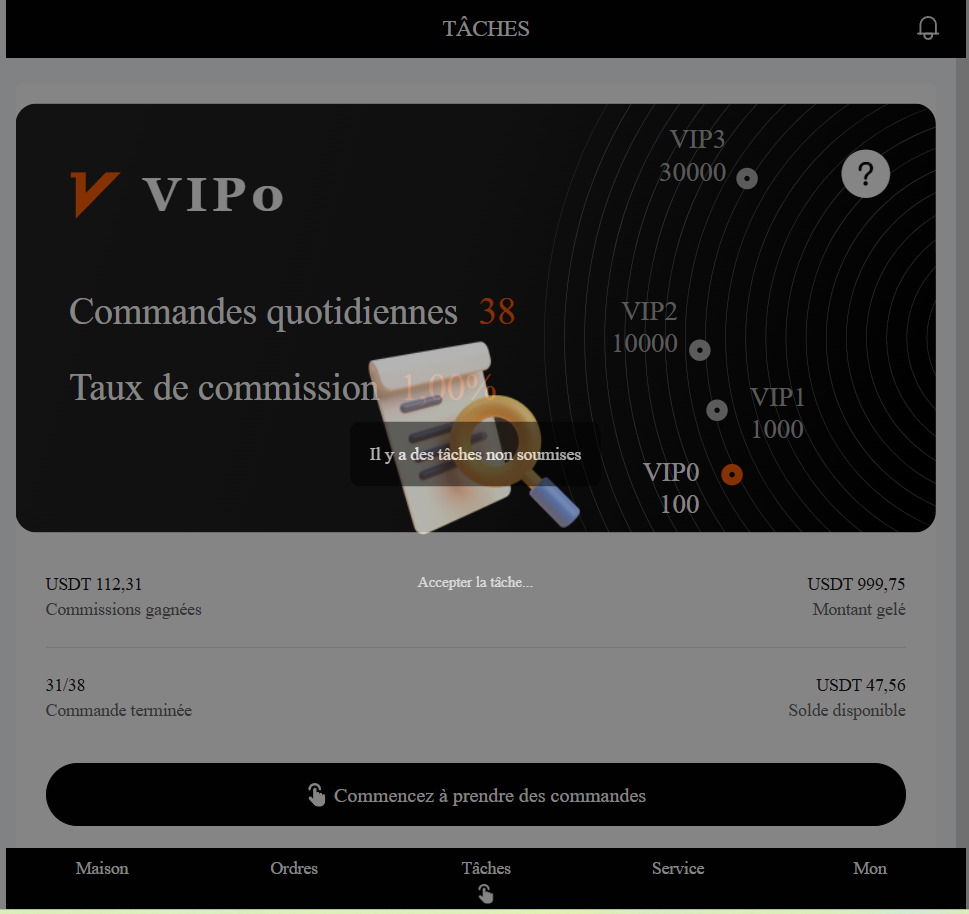 TÂCHES
VIP3
30000
?
VIPo
Commandes quotidiennes 38
VIP2
10000
Taux de commission 1,00%
VIP1
1000
Il y a des tâches non soumises
VIP0
100
USDT 112,31
Accepter la tâche...
USDT 999,75
Commissions gagnées
Montant gelé
31/38
USDT 47,56
Commande terminée
Solde disponible
Commencez à prendre des commandes
Maison
Ordres
Tâches
Service
Mon